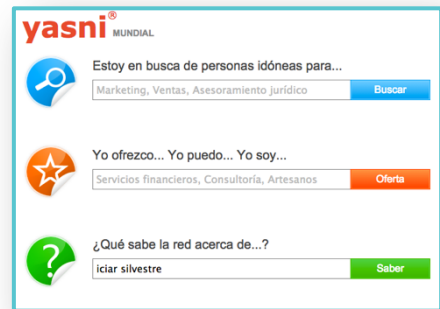 yasni® MUNDIAL
Estoy en busca de personas idóneas para...
Marketing, Ventas, Asesoramiento jurídico Buscar
Yo ofrezco... Yo puedo... Yo soy...
Servicios financieros, Consultoría, Artesanos Oferta
¿Qué sabe la red acerca de...?
iciar silvestre Saber